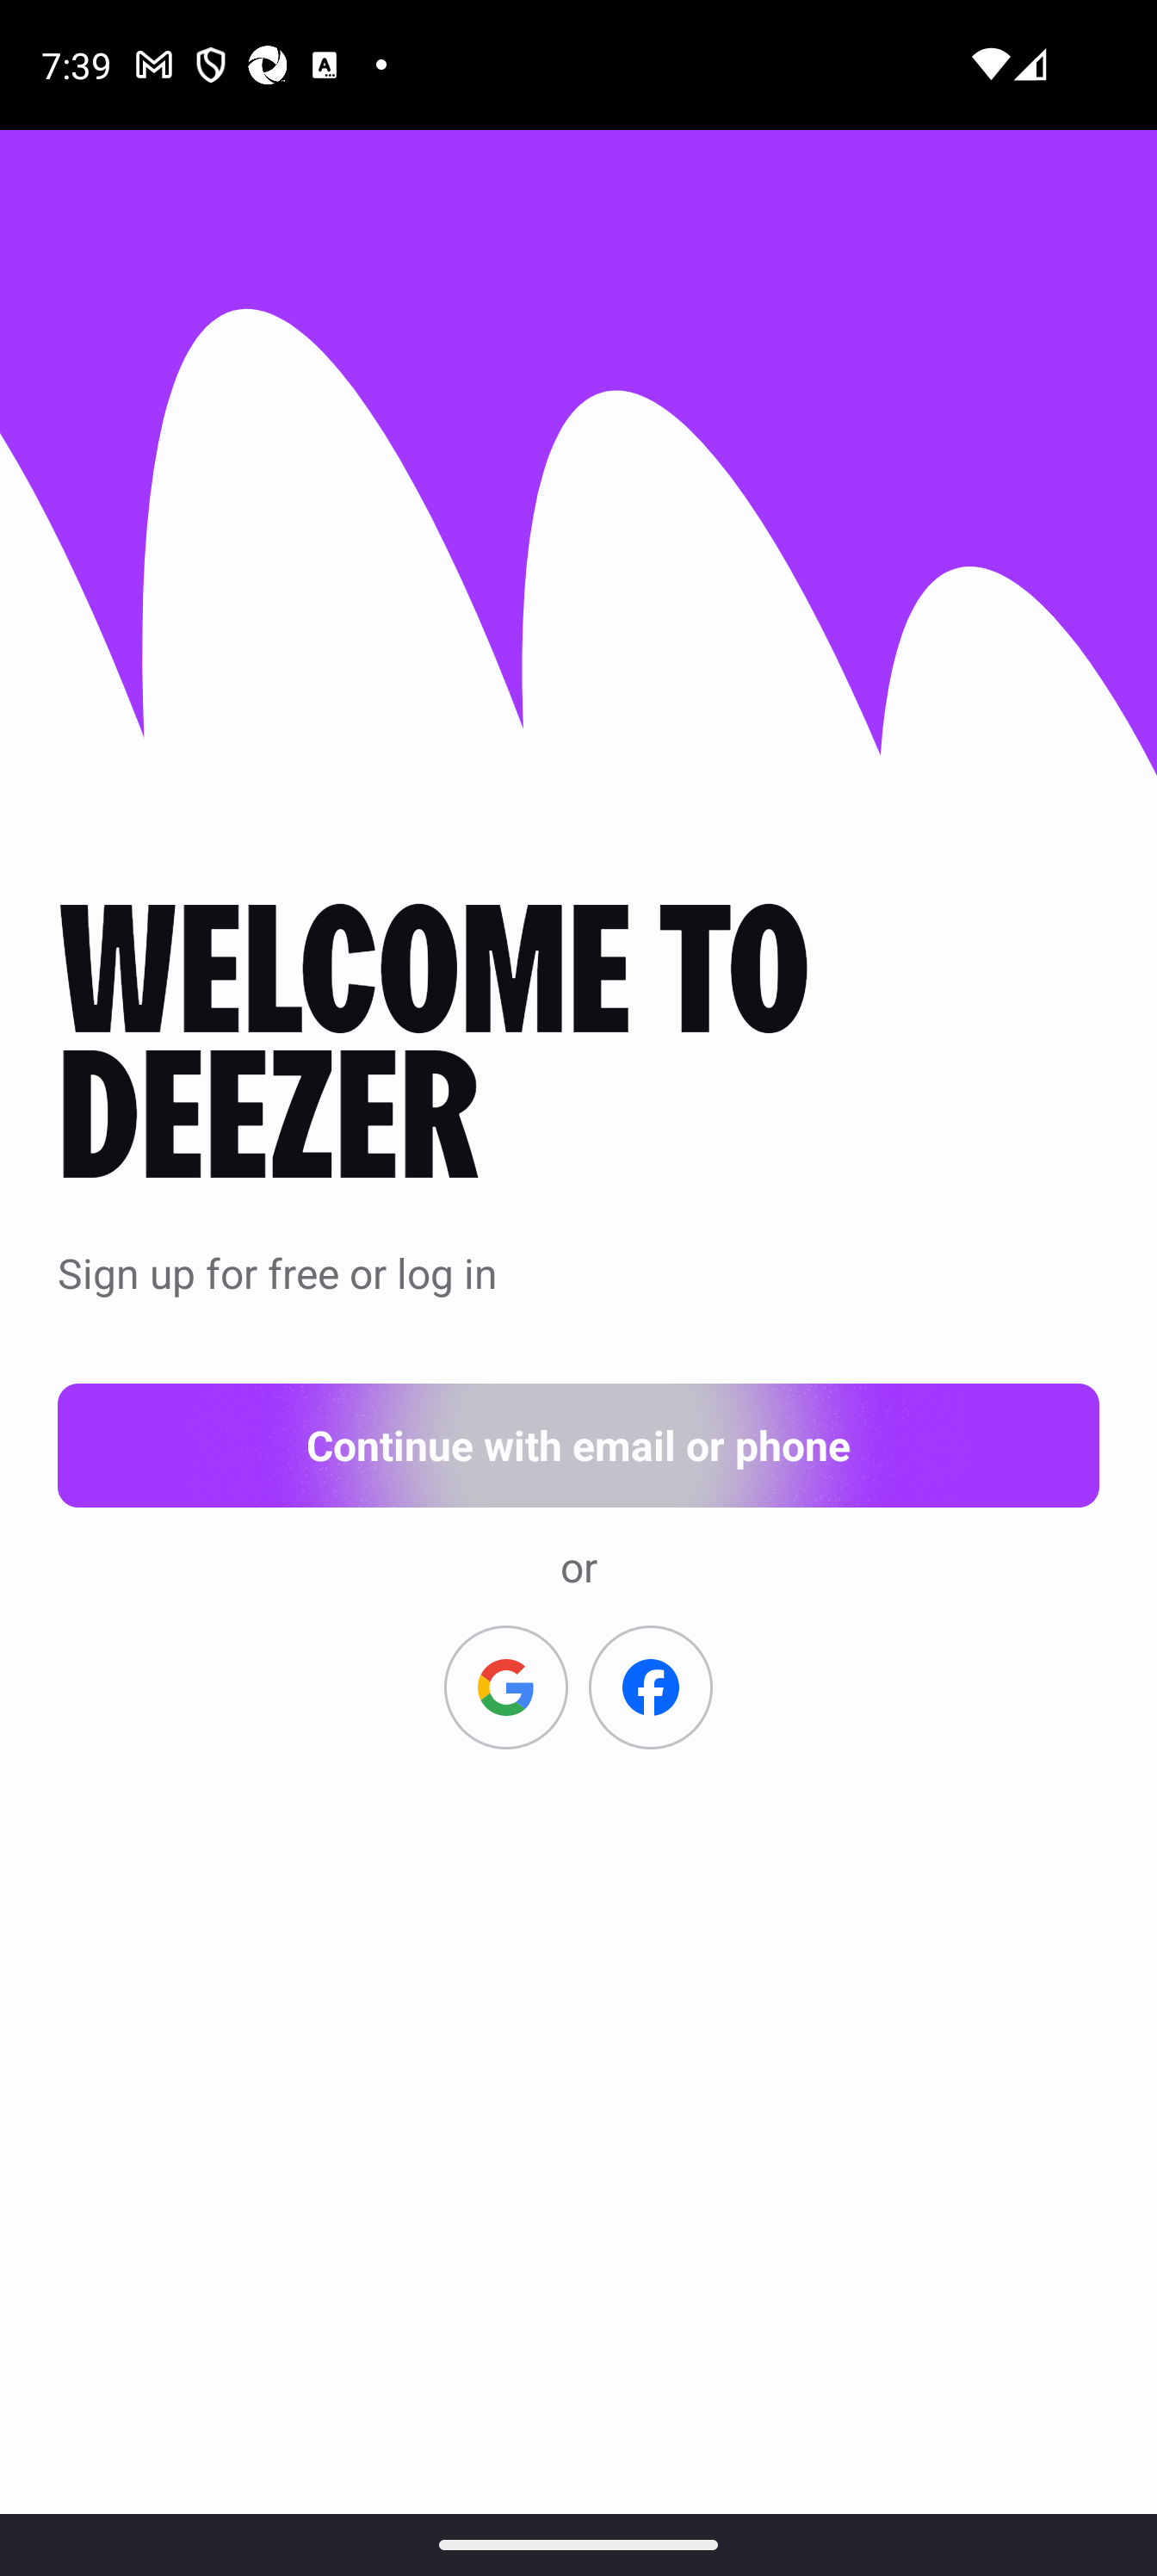 7:39
WELCOME TO
DEEZER
Sign up for free or log in
Continue with email or phone
or